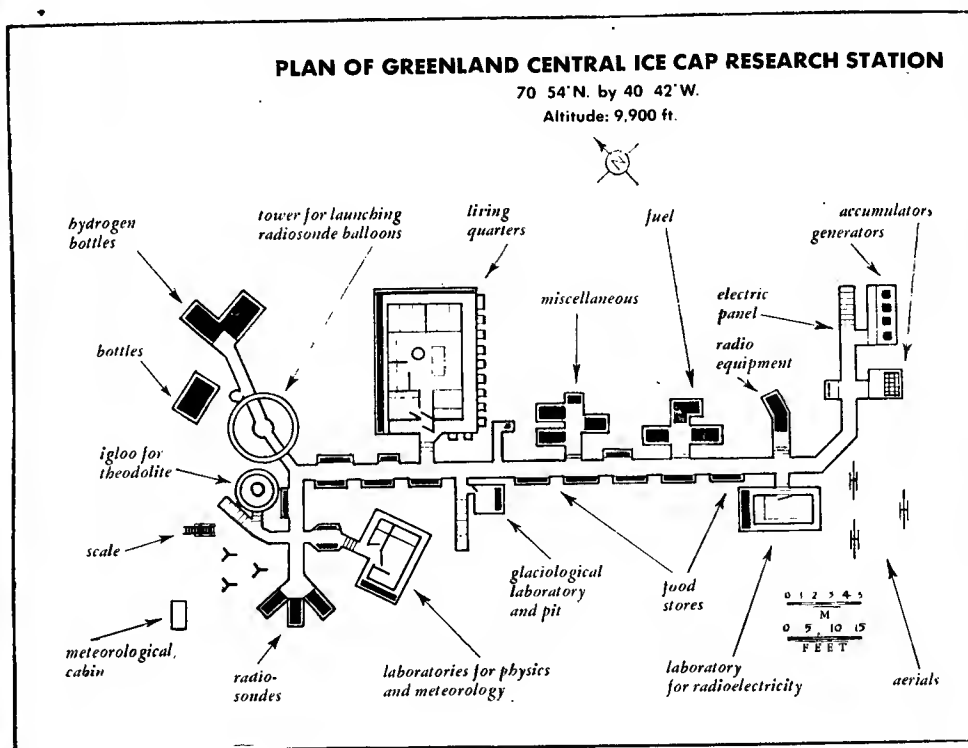 PLAN OF GREENLAND CENTRAL ICE CAP RESEARCH STATION
70 54'N. by 40 42'W.
Altitude: 9,900 ft.
N
hydrogen
bottles
tower for launching
radiosonde balloons
living
quarters
fuel
accumulators
generators
miscellaneous
electric
panel
radio
equipment
bottles
igloo for
theodolite
scale
meteorological,
cabin
radio-
sondes
laboratories for physics
and meteorology
glaciological
laboratory
and pit
food
stores
laboratory
for radioelectricity
aerials
0 1 2 3 4 5
M
0 5 10 15
FEET